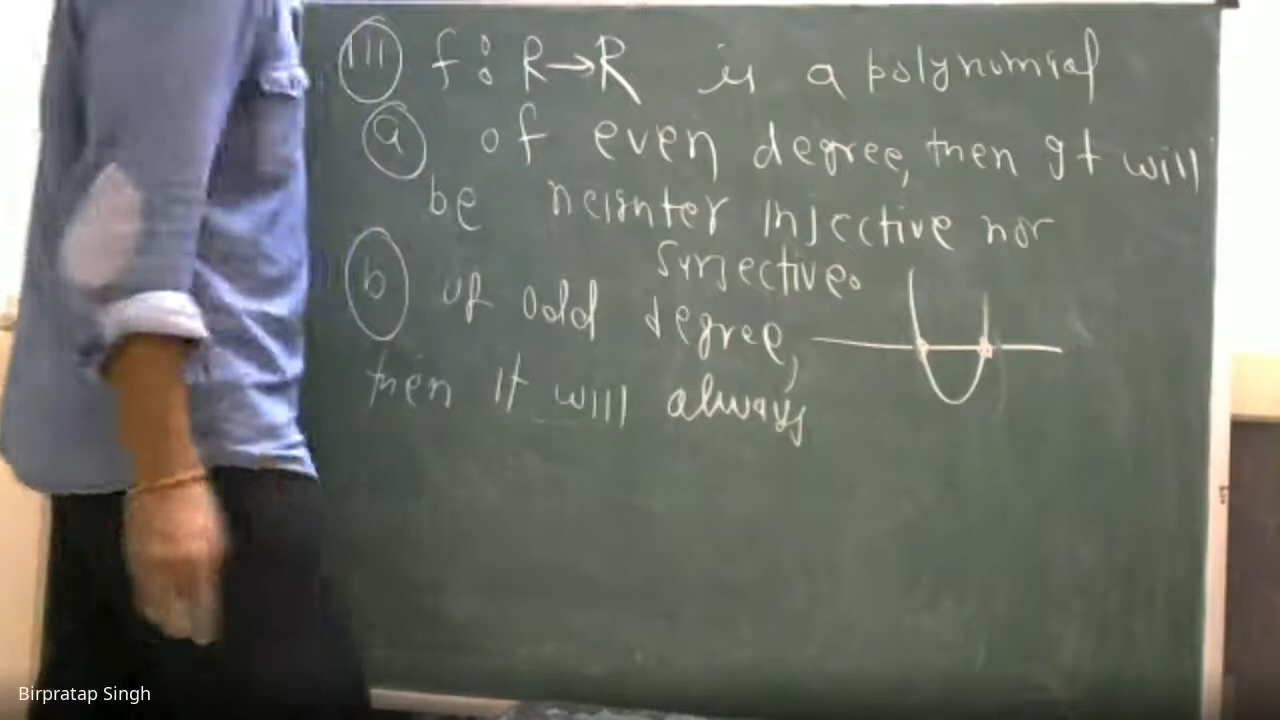 III f : R→R is a polynomial
a of even degree, then It will
be neighter Injective nor
Surjective.
b of odd degree,
then It will always
Birpratap Singh